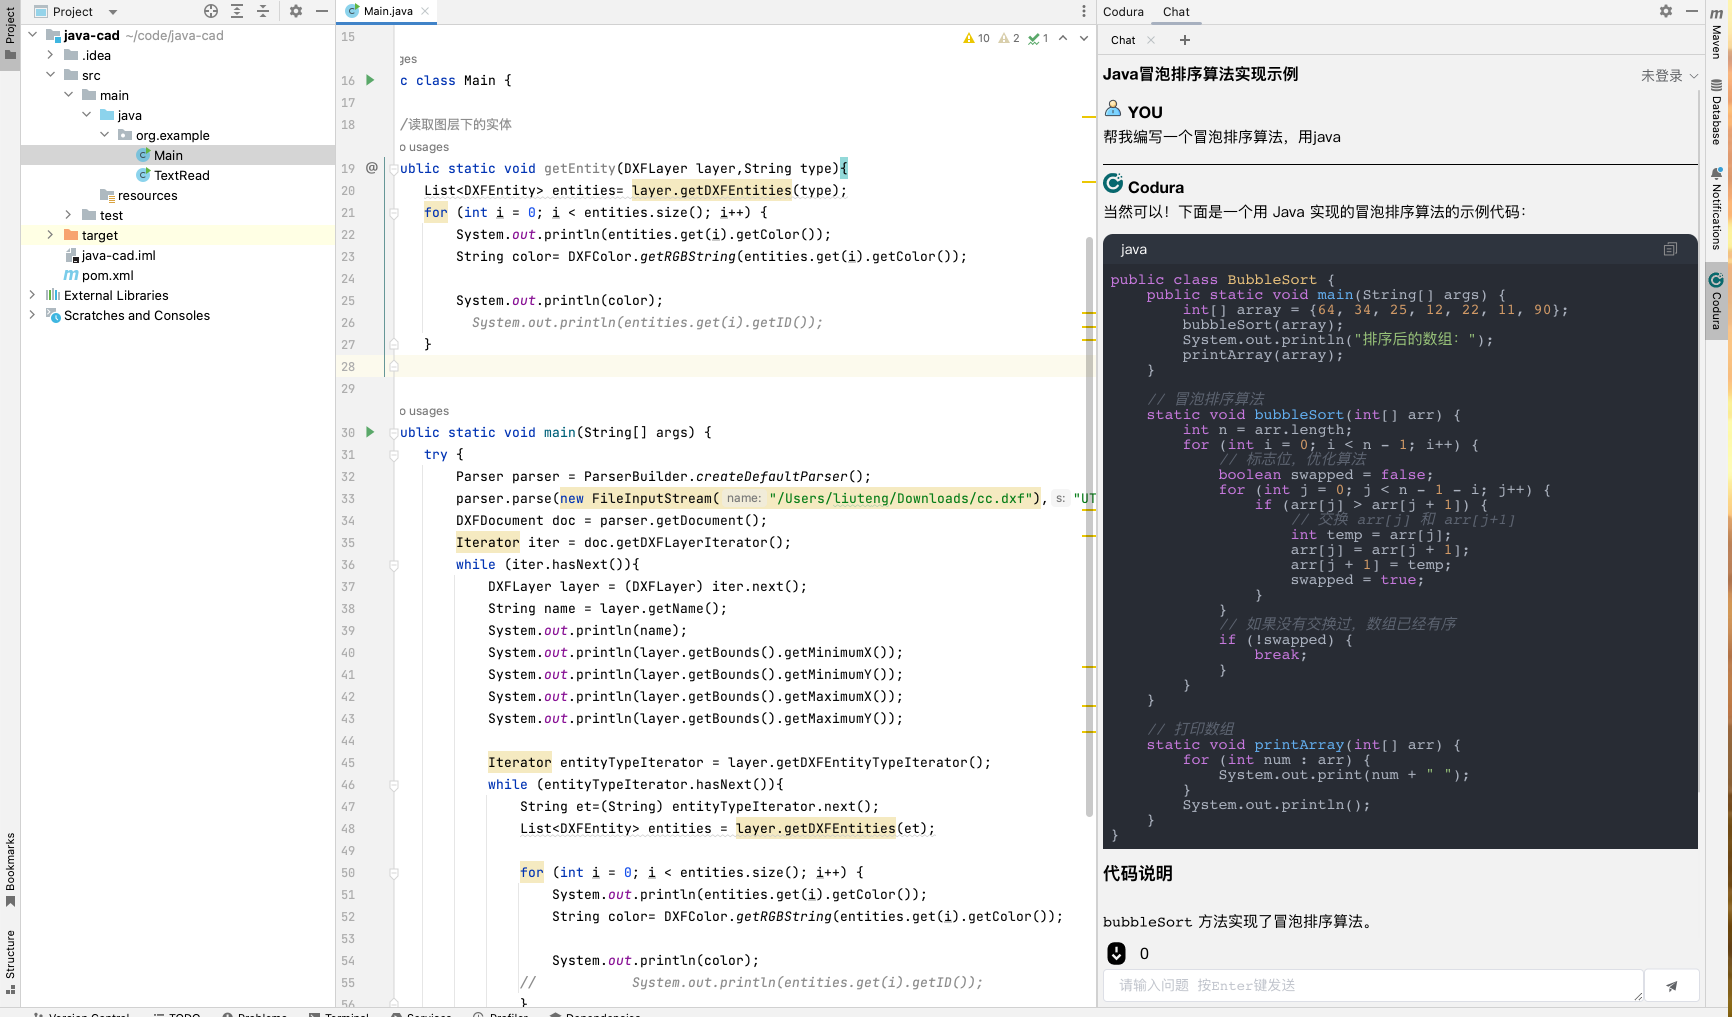 Project
Project
java-cad ~/code/java-cad
.idea
src
main
java
org.example
Main
TextRead
resources
test
target
java-cad.iml
pom.xml
External Libraries
Scratches and Consoles
Bookmarks
Structure
Main.java
10 2 1
15
ges
16 c class Main {
17
18 /读取图层下的实体
o usages
19 @ ublic static void getEntity(DXFLayer layer,String type){
20 List<DXFEntity> entities= layer.getDXFEntities(type);
21 for (int i = 0; i < entities.size(); i++) {
22 System.out.println(entities.get(i).getColor());
23 String color= DXFColor.getRGBString(entities.get(i).getColor());
24
25 System.out.println(color);
26 System.out.println(entities.get(i).getID());
27 }
28
29
o usages
30 ublic static void main(String[] args) {
31 try {
32 Parser parser = ParserBuilder.createDefaultParser();
33 parser.parse(new FileInputStream( name: "/Users/liuteng/Downloads/cc.dxf"), s: "UT
34 DXFDocument doc = parser.getDocument();
35 Iterator iter = doc.getDXFLayerIterator();
36 while (iter.hasNext()){
37 DXFLayer layer = (DXFLayer) iter.next();
38 String name = layer.getName();
39 System.out.println(name);
40 System.out.println(layer.getBounds().getMinimumX());
41 System.out.println(layer.getBounds().getMinimumY());
42 System.out.println(layer.getBounds().getMaximumX());
43 System.out.println(layer.getBounds().getMaximumY());
44
45 Iterator entityTypeIterator = layer.getDXFEntityTypeIterator();
46 while (entityTypeIterator.hasNext()){
47 String et=(String) entityTypeIterator.next();
48 List<DXFEntity> entities = layer.getDXFEntities(et);
49
50 for (int i = 0; i < entities.size(); i++) {
51 System.out.println(entities.get(i).getColor());
52 String color= DXFColor.getRGBString(entities.get(i).getColor());
53
54 System.out.println(color);
55 // System.out.println(entities.get(i).getID());
56 }
Codura Chat
Chat
Java冒泡排序算法实现示例 未登录
YOU
帮我编写一个冒泡排序算法，用java
Codura
当然可以！下面是一个用 Java 实现的冒泡排序算法的示例代码：
java
public class BubbleSort {
public static void main(String[] args) {
int[] array = {64, 34, 25, 12, 22, 11, 90};
bubbleSort(array);
System.out.println("排序后的数组：");
printArray(array);
}
// 冒泡排序算法
static void bubbleSort(int[] arr) {
int n = arr.length;
for (int i = 0; i < n - 1; i++) {
// 标志位，优化算法
boolean swapped = false;
for (int j = 0; j < n - 1 - i; j++) {
if (arr[j] > arr[j + 1]) {
// 交换 arr[j] 和 arr[j+1]
int temp = arr[j];
arr[j] = arr[j + 1];
arr[j + 1] = temp;
swapped = true;
}
}
// 如果没有交换过，数组已经有序
if (!swapped) {
break;
}
}
}
// 打印数组
static void printArray(int[] arr) {
for (int num : arr) {
System.out.print(num + " ");
}
System.out.println();
}
}
代码说明
bubbleSort 方法实现了冒泡排序算法。
0
请输入问题 按Enter键发送
Maven
Database
Notifications
Codura
Version Control TODO Problems Terminal Services Profiler Dependencies